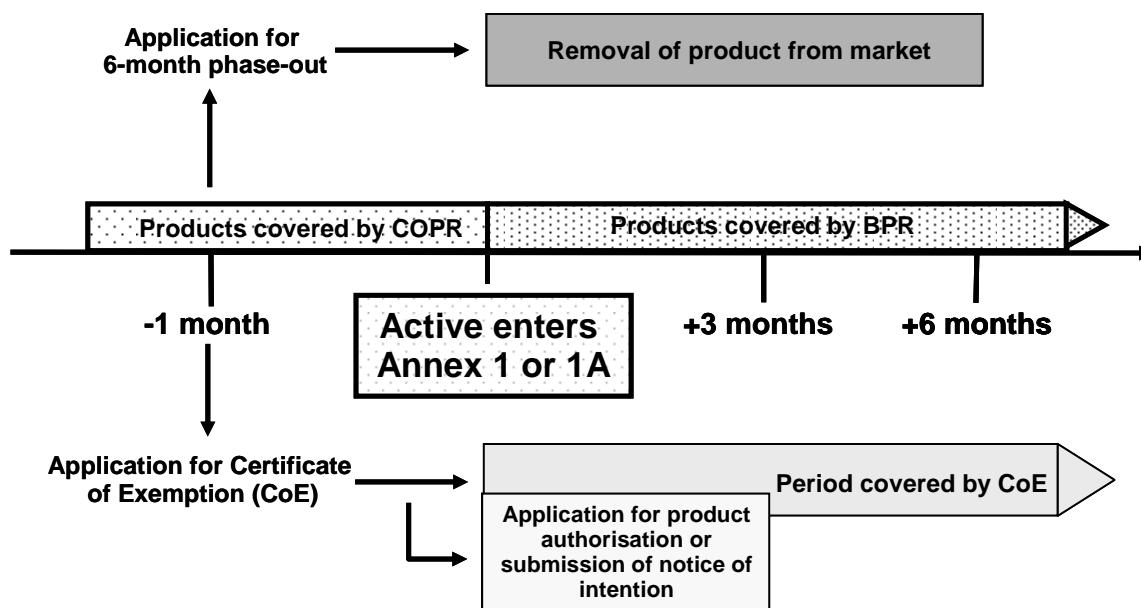 Application for
6-month phase-out
Removal of product from market
Products covered by COPR
Products covered by BPR
-1 month
Active enters
Annex 1 or 1A
+3 months
+6 months
Application for Certificate
of Exemption (CoE)
Period covered by CoE
Application for product
authorisation or
submission of notice of
intention